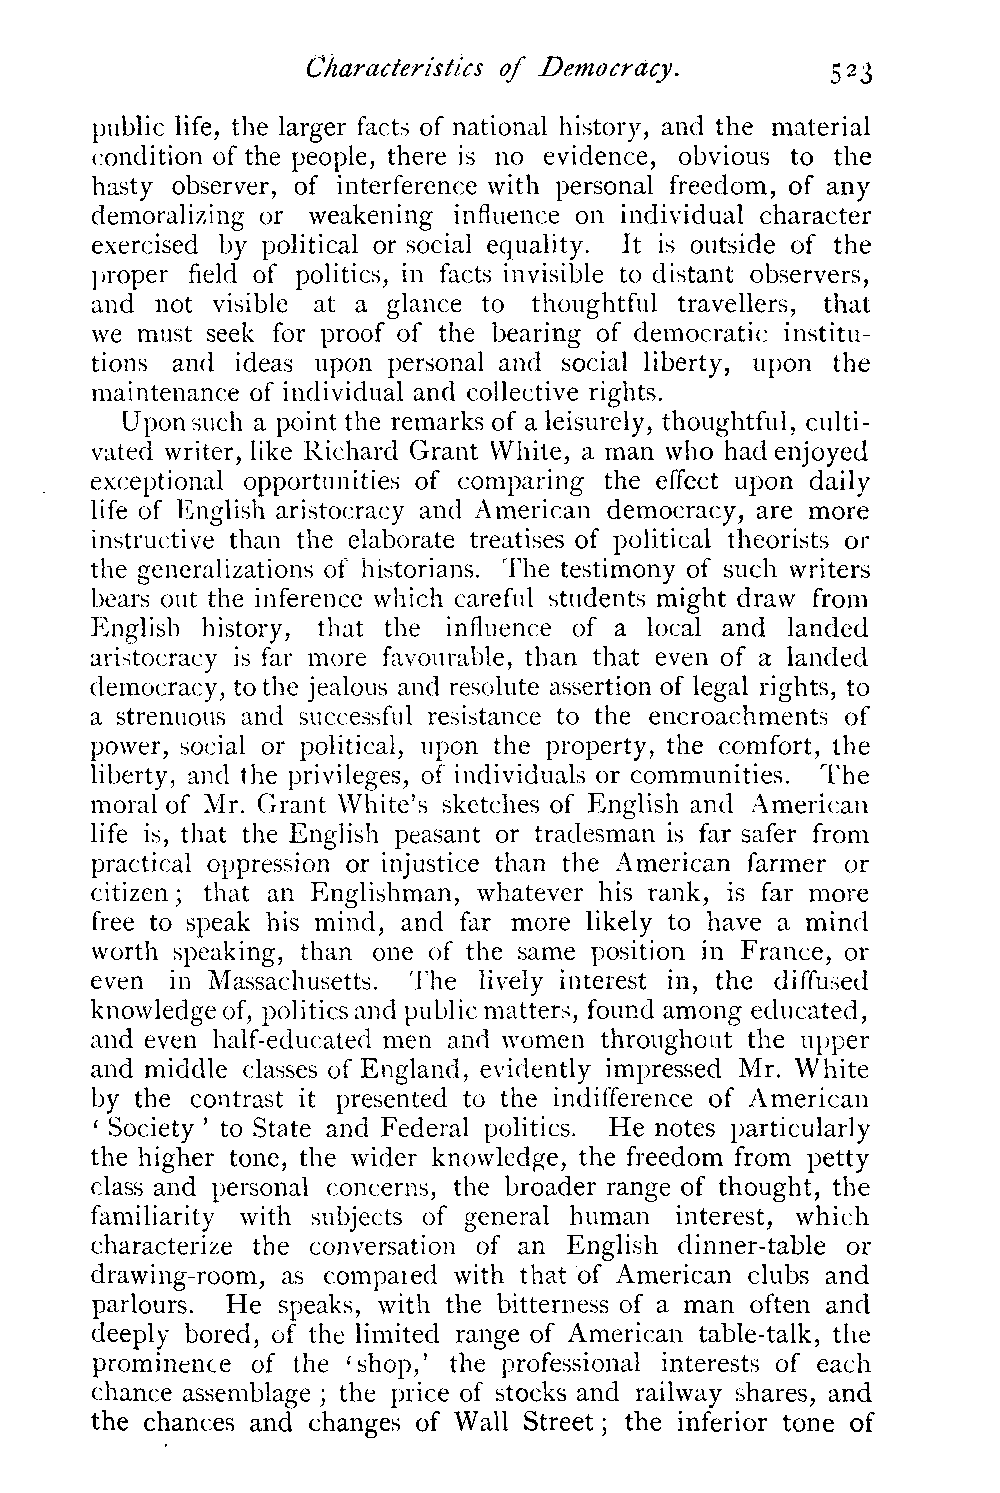 Characteristics of Democracy. 523
public life, the larger facts of national history, and the material
condition of the people, there is no evidence, obvious to the
hasty observer, of interference with personal freedom, of any
demoralizing or weakening influence on individual character
exercised by political or social equality. It is outside of the
proper field of politics, in facts invisible to distant observers,
and not visible at a glance to thoughtful travellers, that
we must seek for proof of the bearing of democratic institu-
tions and ideas upon personal and social liberty, upon the
maintenance of individual and collective rights.
Upon such a point the remarks of a leisurely, thoughtful, culti-
vated writer, like Richard Grant White, a man who had enjoyed
exceptional opportunities of comparing the effect upon daily
life of English aristocracy and American democracy, are more
instructive than the elaborate treatises of political theorists or
the generalizations of historians. The testimony of such writers
bears out the inference which careful students might draw from
English history, that the influence of a local and landed
aristocracy is far more favourable, than that even of a landed
democracy, to the jealous and resolute assertion of legal rights, to
a strenuous and successful resistance to the encroachments of
power, social or political, upon the property, the comfort, the
liberty, and the privileges, of individuals or communities. The
moral of Mr. Grant White's sketches of English and American
life is, that the English peasant or tradesman is far safer from
practical oppression or injustice than the American farmer or
citizen; that an Englishman, whatever his rank, is far more
free to speak his mind, and far more likely to have a mind
worth speaking, than one of the same position in France, or
even in Massachusetts. The lively interest in, the diffused
knowledge of, politics and public matters, found among educated,
and even half-educated men and women throughout the upper
and middle classes of England, evidently impressed Mr. White
by the contrast it presented to the indifference of American
‘Society’ to State and Federal politics. He notes particularly
the higher tone, the wider knowledge, the freedom from petty
class and personal concerns, the broader range of thought, the
familiarity with subjects of general human interest, which
characterize the conversation of an English dinner-table or
drawing-room, as compared with that of American clubs and
parlours. He speaks, with the bitterness of a man often and
deeply bored, of the limited range of American table-talk, the
prominence of the ‘shop,’ the professional interests of each
chance assemblage; the price of stocks and railway shares, and
the chances and changes of Wall Street; the inferior tone of